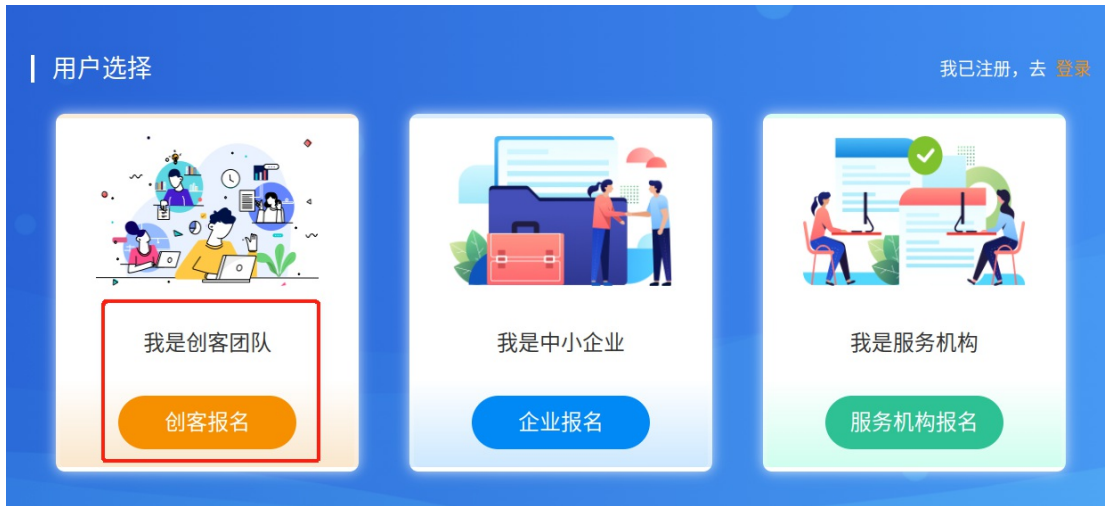 用户选择
我已注册，去 登录
我是创客团队
我是中小企业
我是服务机构
创客报名
企业报名
服务机构报名